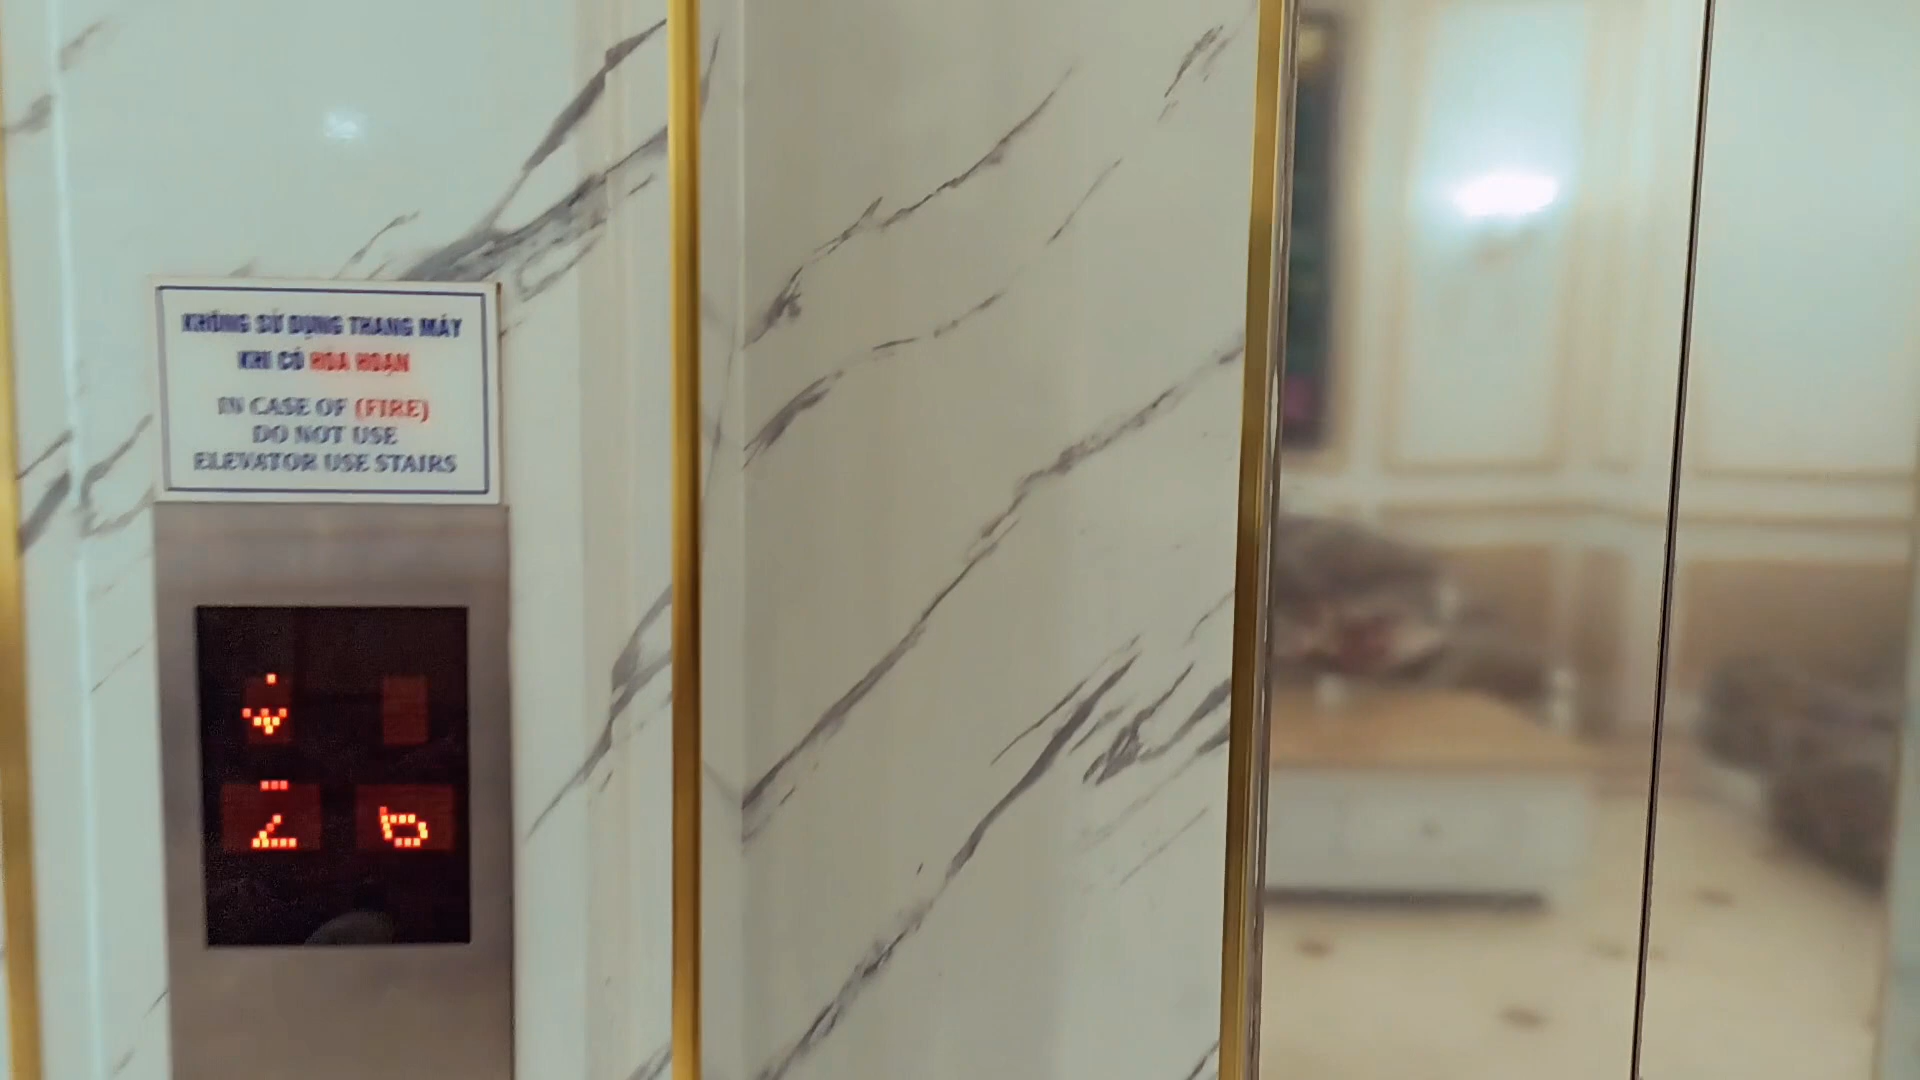 KHÔNG SỬ DỤNG THANG MÁY
KHI CÓ HỎA HOẠN
IN CASE OF (FIRE)
DO NOT USE
ELEVATOR USE STAIRS